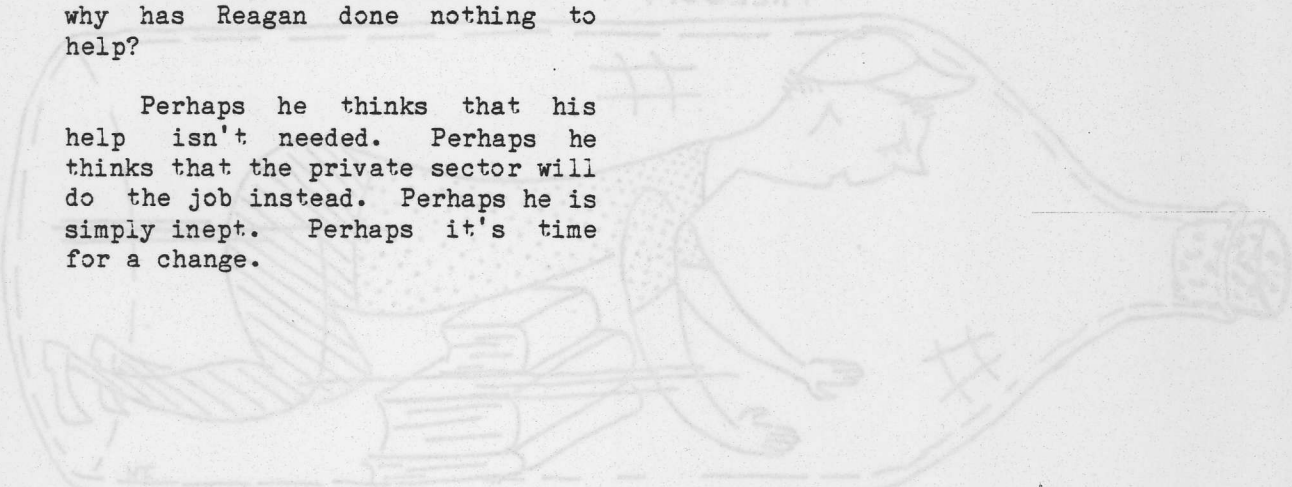 why has Reagan done nothing to
help?
Perhaps he thinks that his
help isn't needed. Perhaps he
thinks that the private sector will
do the job instead. Perhaps he is
simply inept. Perhaps it's time
for a change.